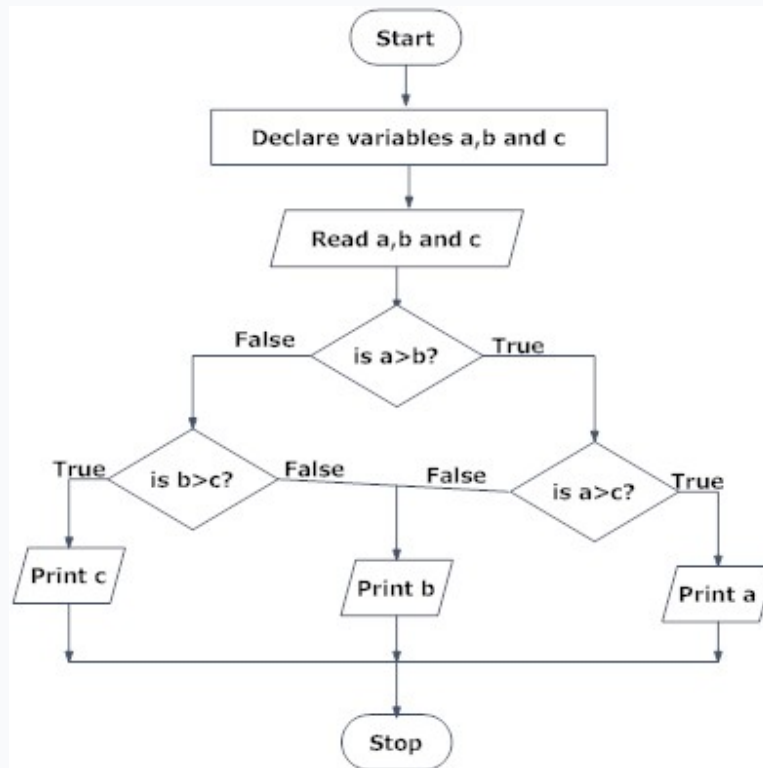 Start
Declare variables a,b and c
Read a,b and c
is a>b?
False
True
is b>c?
True
False
is a>c?
False
True
Print c
Print b
Print a
Stop